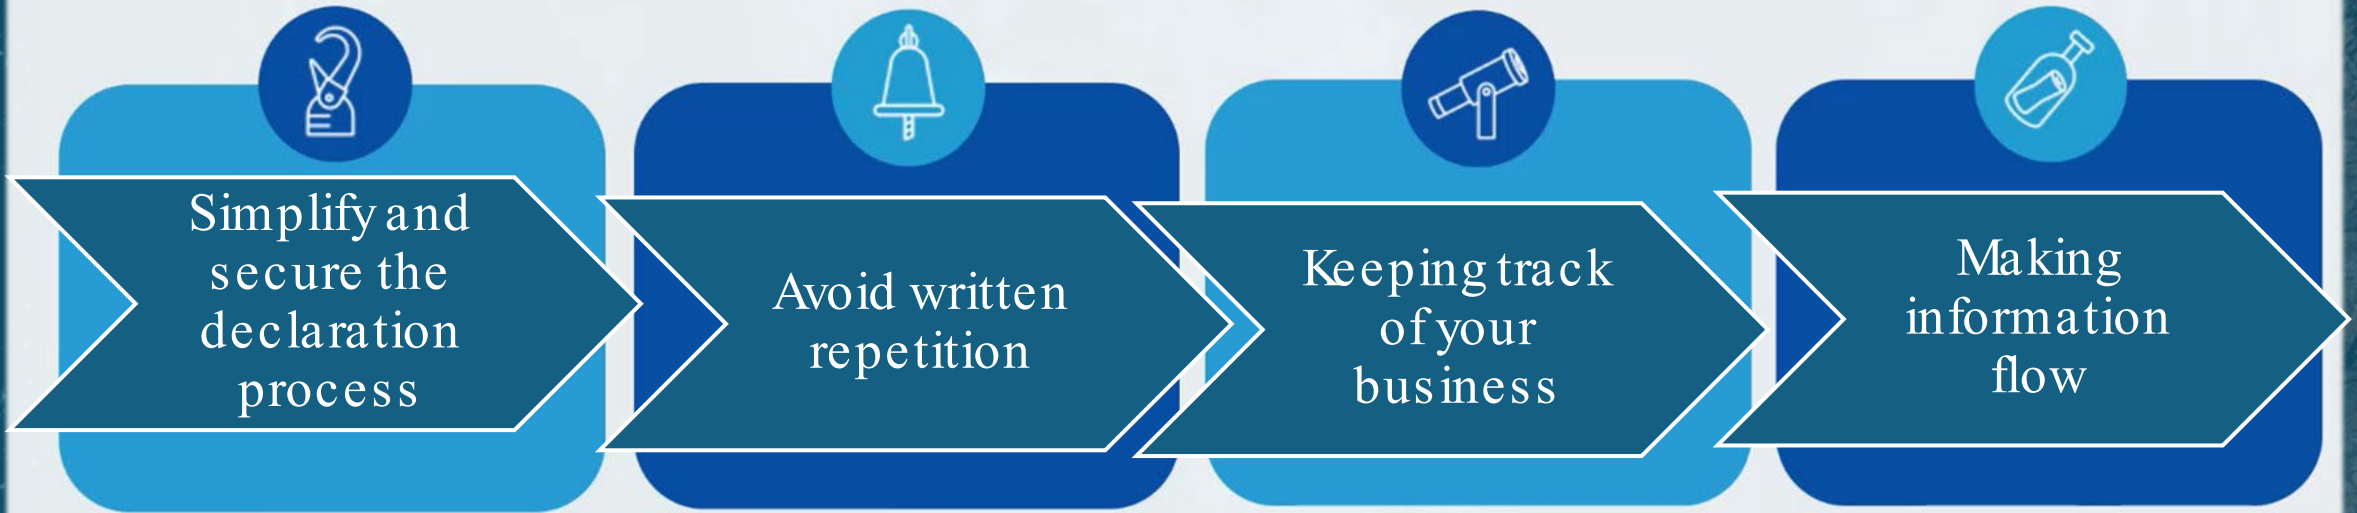 Simplify and
secure the
declaration
process
Avoid written
repetition
Keeping track
of your
business
Making
information
flow